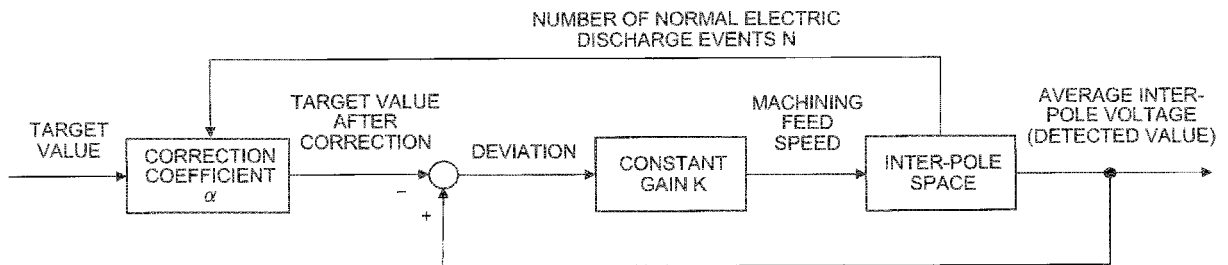 NUMBER OF NORMAL ELECTRIC
DISCHARGE EVENTS N
TARGET
VALUE
CORRECTION
COEFFICIENT
α
TARGET VALUE
AFTER
CORRECTION
−
+
DEVIATION
CONSTANT
GAIN K
MACHINING
FEED
SPEED
INTER-POLE
SPACE
AVERAGE INTER-
POLE VOLTAGE
(DETECTED VALUE)